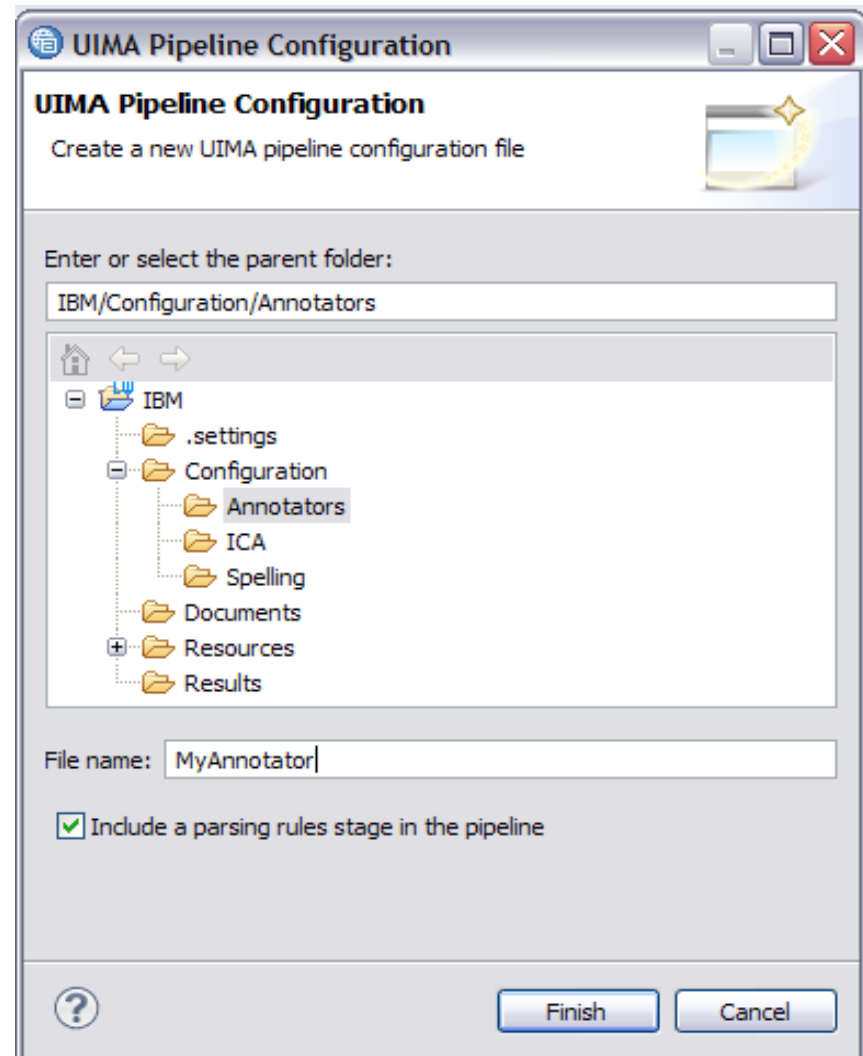 UIMA Pipeline Configuration
UIMA Pipeline Configuration
Create a new UIMA pipeline configuration file
Enter or select the parent folder:
IBM/Configuration/Annotators
IBM
.settings
Configuration
Annotators
ICA
Spelling
Documents
Resources
Results
File name: MyAnnotator
Include a parsing rules stage in the pipeline
? Finish Cancel